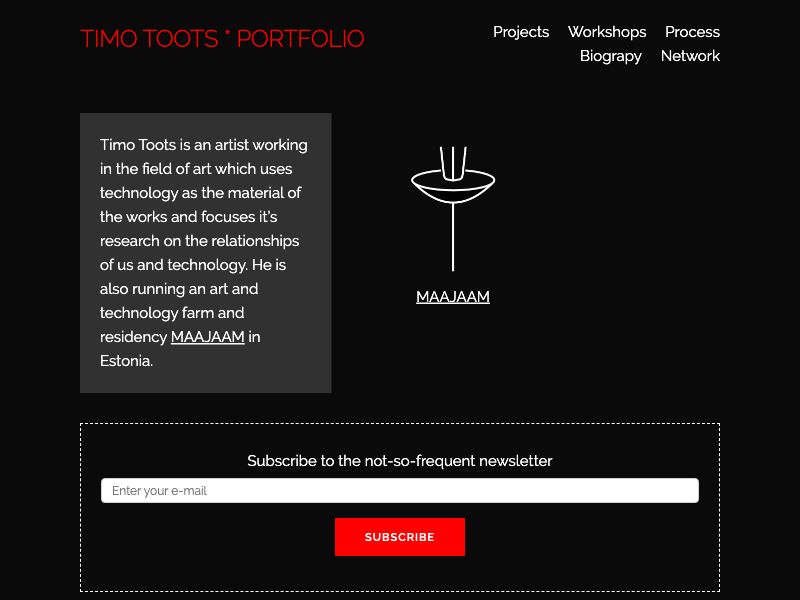 TIMO TOOTS * PORTFOLIO
Projects Workshops Process
Biograpy Network
Timo Toots is an artist working
in the field of art which uses
technology as the material of
the works and focuses it's
research on the relationships
of us and technology. He is
also running an art and
technology farm and
residency MAAJAAM in
Estonia.
MAAJAAM
Subscribe to the not-so-frequent newsletter
Enter your e-mail
SUBSCRIBE